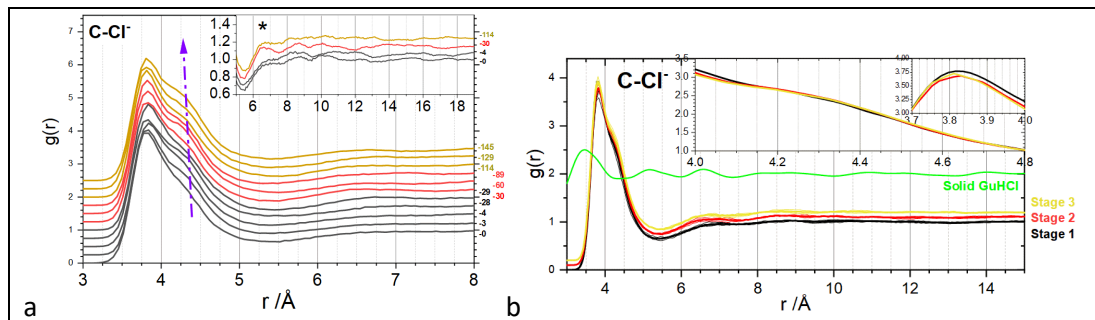 C-Cl-
*
1.4
1.2
1.0
0.8
0.6
6 8 10 12 14 16 18
-114
-30
-4
-0
g(r)
7
6
5
4
3
2
1
0
-145
-129
-114
-89
-60
-30
-29
-28
-4
-3
-0
3 4 5 6 7 8
r /Å
a
C-Cl-
3.5
3.0
2.5
2.0
1.5
1.0
4.0 4.2 4.4 4.6 4.8
4.00
3.75
3.50
3.25
3.00
3.7 3.8 3.9 4.0
g(r)
4
3
2
1
0
Solid GuHCl
Stage 3
Stage 2
Stage 1
4 6 8 10 12 14
r /Å
b